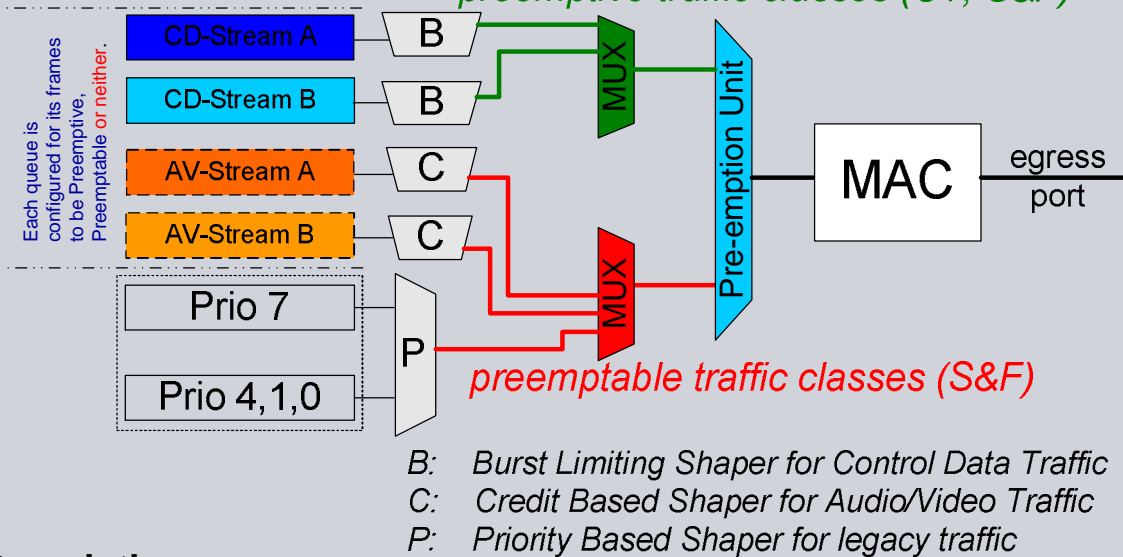 preemptive traffic classes (CT, S&F)
Each queue is
configured for its frames
to be Preemptive,
Preemptable or neither.
CD-Stream A
B
CD-Stream B
B
AV-Stream A
C
AV-Stream B
C
Prio 7
Prio 4,1,0
P
MUX
MUX
Pre-emption Unit
MAC
egress
port
preemptable traffic classes (S&F)
B: Burst Limiting Shaper for Control Data Traffic
C: Credit Based Shaper for Audio/Video Traffic
P: Priority Based Shaper for legacy traffic